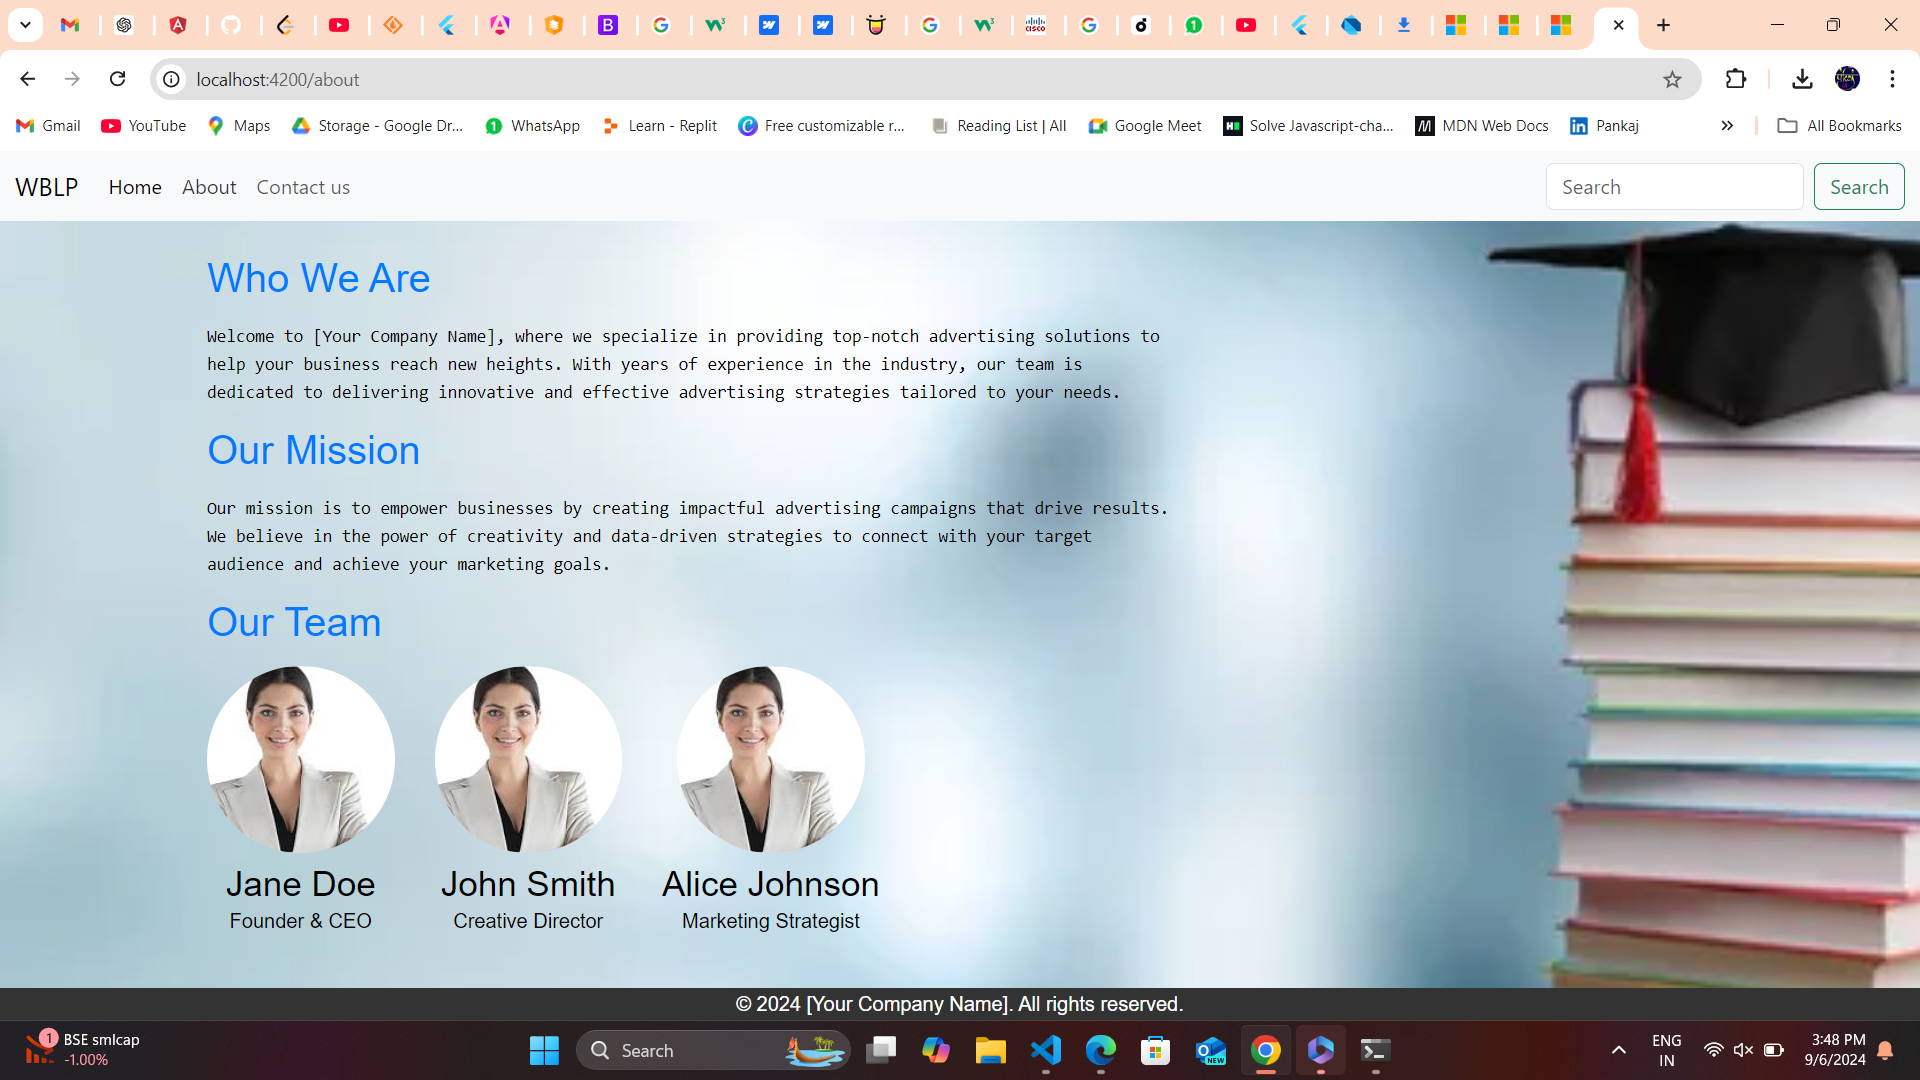 localhost:4200/about
Gmail
YouTube
Maps
Storage - Google Dr...
1
WhatsApp
Learn - Replit
Free customizable r...
Reading List | All
Google Meet
Solve Javascript-cha...
MDN Web Docs
Pankaj
All Bookmarks
WBLP
Home
About
Contact us
Search
Search
Who We Are
Welcome to [Your Company Name], where we specialize in providing top-notch advertising solutions to
help your business reach new heights. With years of experience in the industry, our team is
dedicated to delivering innovative and effective advertising strategies tailored to your needs.
Our Mission
Our mission is to empower businesses by creating impactful advertising campaigns that drive results.
We believe in the power of creativity and data-driven strategies to connect with your target
audience and achieve your marketing goals.
Our Team
Jane Doe
Founder & CEO
John Smith
Creative Director
Alice Johnson
Marketing Strategist
© 2024 [Your Company Name]. All rights reserved.
1
BSE smlcap
-1.00%
Search
NEW
ENG
IN
3:48 PM
9/6/2024